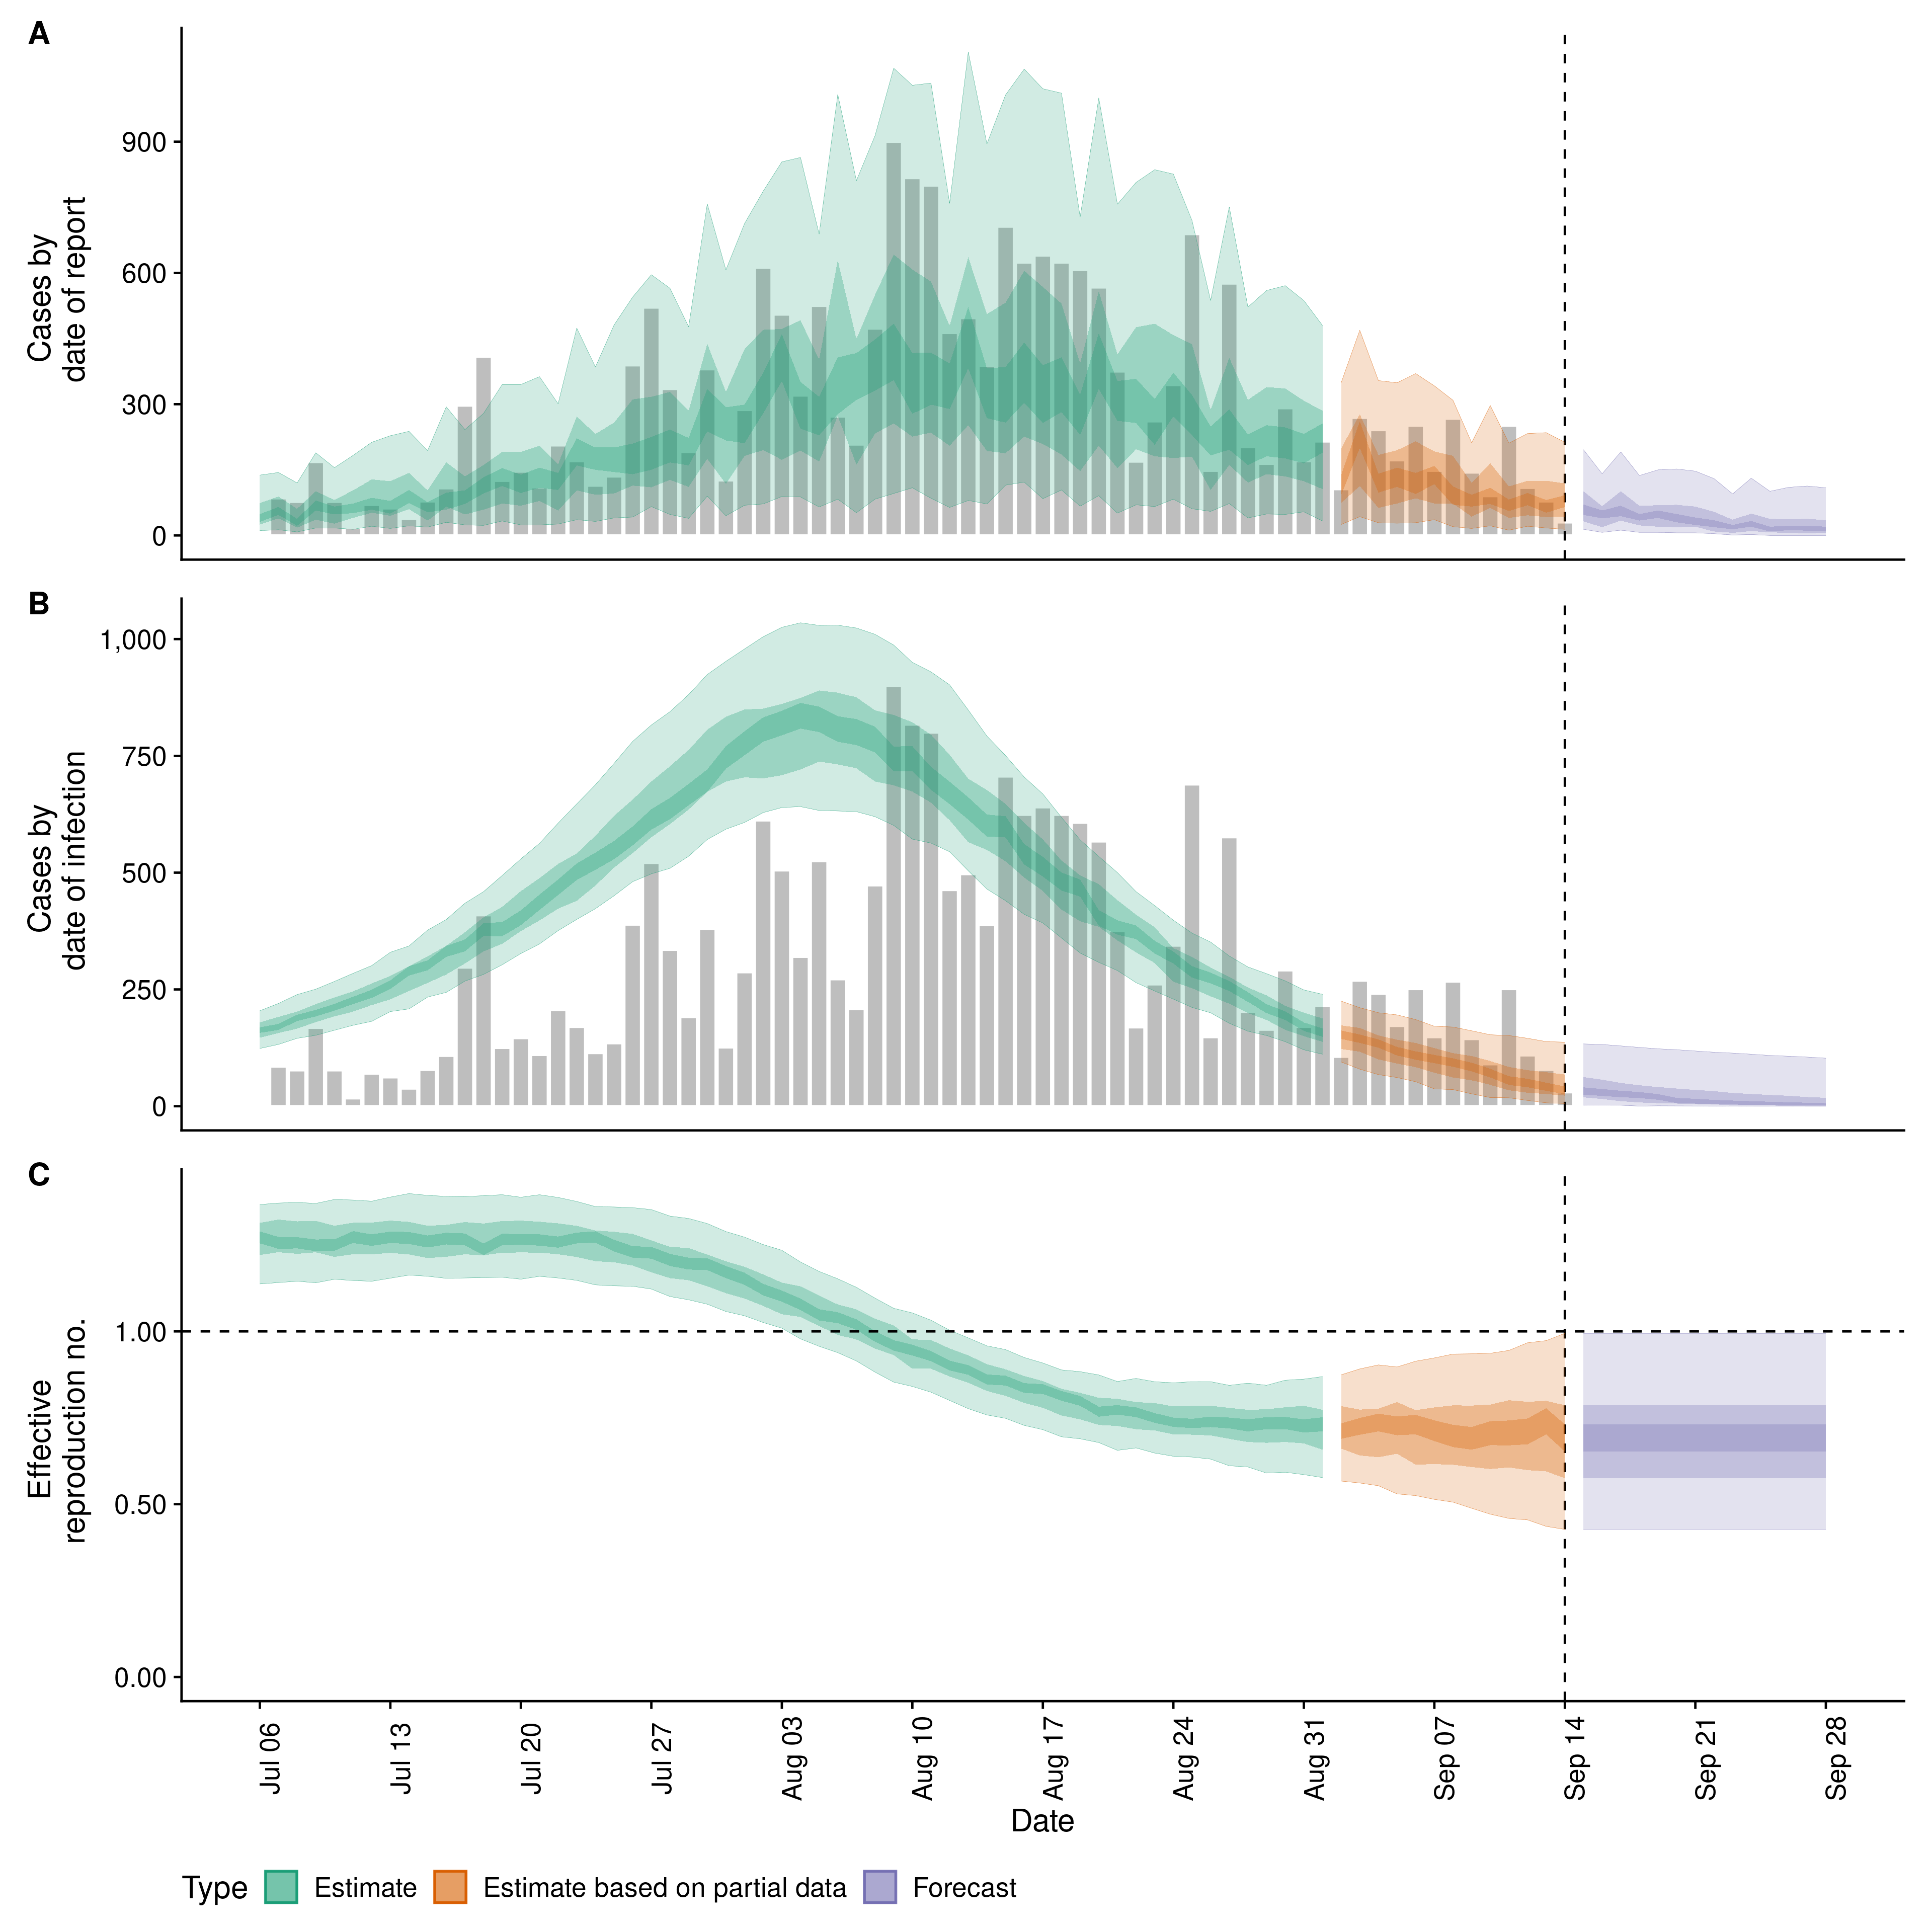 A
900
600
300
0
Cases by
date of report
B
1,000
750
500
250
0
Cases by
date of infection
C
1.00
0.50
0.00
Effective
reproduction no.
Jul 06
Jul 13
Jul 20
Jul 27
Aug 03
Aug 10
Aug 17
Aug 24
Aug 31
Sep 07
Sep 14
Sep 21
Sep 28
Date
Type Estimate Estimate based on partial data Forecast